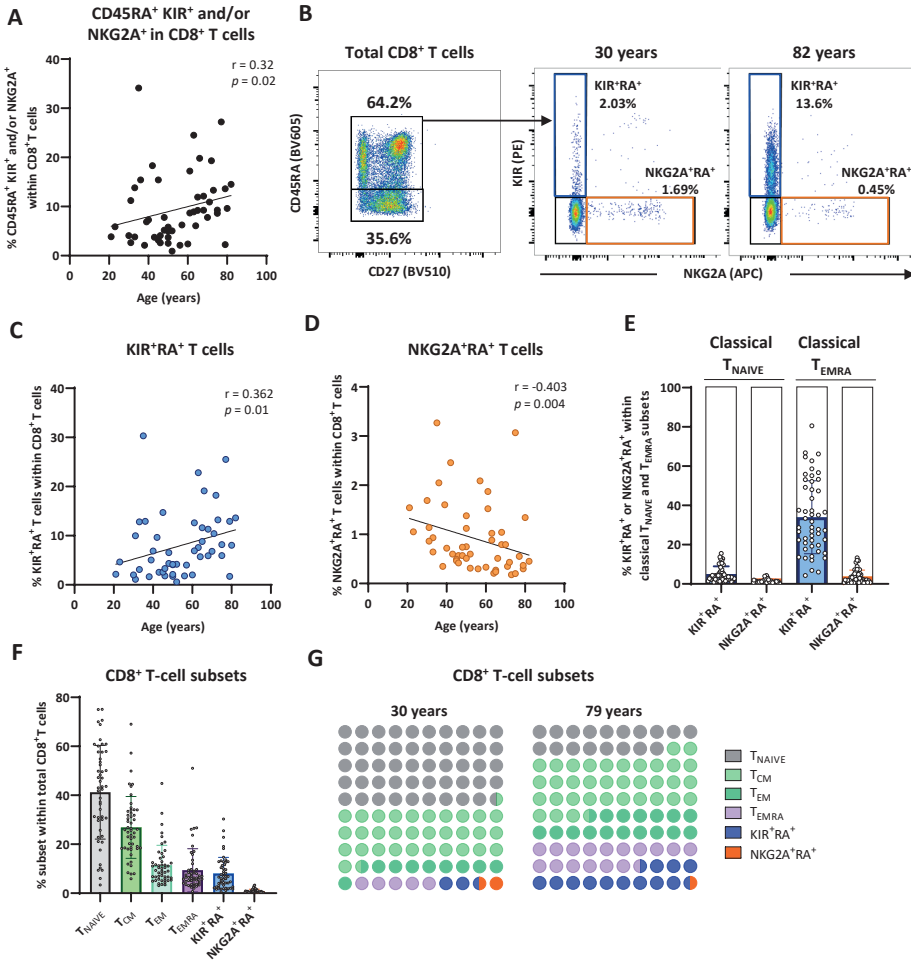 A
CD45RA⁺ KIR⁺ and/or
NKG2A⁺ in CD8⁺ T cells
r = 0.32
p = 0.02
% CD45RA⁺ KIR⁺ and/or NKG2A⁺
within CD8⁺T cells
40
30
20
10
0
0 20 40 60 80 100
Age (years)
B
Total CD8⁺ T cells
30 years
82 years
64.2%
35.6%
CD45RA (BV605)
CD27 (BV510)
KIR (PE)
KIR⁺RA⁺
2.03%
NKG2A⁺RA⁺
1.69%
KIR⁺RA⁺
13.6%
NKG2A⁺RA⁺
0.45%
NKG2A (APC)
C
KIR⁺RA⁺ T cells
r = 0.362
p = 0.01
% KIR⁺RA⁺ T cells within CD8⁺T cells
40
30
20
10
0
0 20 40 60 80 100
Age (years)
D
NKG2A⁺RA⁺ T cells
r = -0.403
p = 0.004
% NKG2A⁺RA⁺ T cells within CD8⁺ T cells
4
3
2
1
0
0 20 40 60 80 100
Age (years)
E
Classical
T_NAIVE
Classical
T_EMRA
% KIR⁺RA⁺ or NKG2A⁺RA⁺ within
classical T_NAIVE and T_EMRA subsets
100
80
60
40
20
0
KIR⁺RA⁺
NKG2A⁺RA⁺
KIR⁺RA⁺
NKG2A⁺RA⁺
F
CD8⁺ T-cell subsets
% subset within total CD8⁺T cells
80
60
40
20
0
T_NAIVE
T_CM
T_EM
T_EMRA
KIR⁺RA⁺
NKG2A⁺RA⁺
G
CD8⁺ T-cell subsets
30 years
79 years
T_NAIVE
T_CM
T_EM
T_EMRA
KIR⁺RA⁺
NKG2A⁺RA⁺